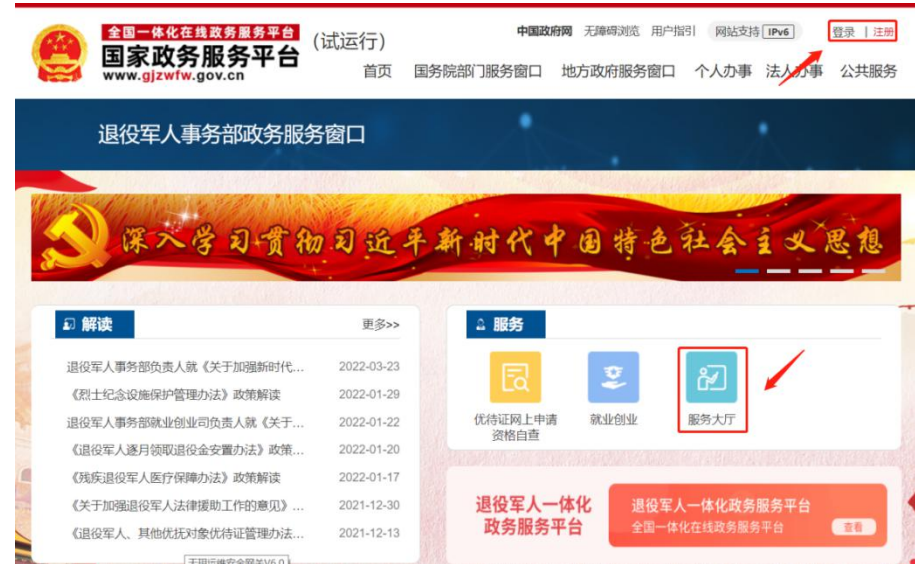 全国一体化在线政务服务平台
国家政务服务平台
www.gjzwfw.gov.cn
(试运行)
中国政府网 无障碍浏览 用户指引 网站支持 IPv6 登录 | 注册
首页 国务院部门服务窗口 地方政府服务窗口 个人办事 法人办事 公共服务
退役军人事务部政务服务窗口
深入学习贯彻习近平新时代中国特色社会主义思想
解读 更多>>
退役军人事务部负责人就《关于加强新时代... 2022-03-23
《烈士纪念设施保护管理办法》政策解读 2022-01-29
退役军人事务部就业创业司负责人就《关于... 2022-01-22
《退役军人逐月领取退役金安置办法》政策... 2022-01-20
《残疾退役军人医疗保障办法》政策解读 2022-01-17
《关于加强退役军人法律援助工作的意见》... 2021-12-30
《退役军人、其他优抚对象优待证管理办法... 2021-12-13
服务
优待证网上申请
资格自查
就业创业
服务大厅
退役军人一体化
政务服务平台
退役军人一体化政务服务平台
全国一体化在线政务服务平台
查看